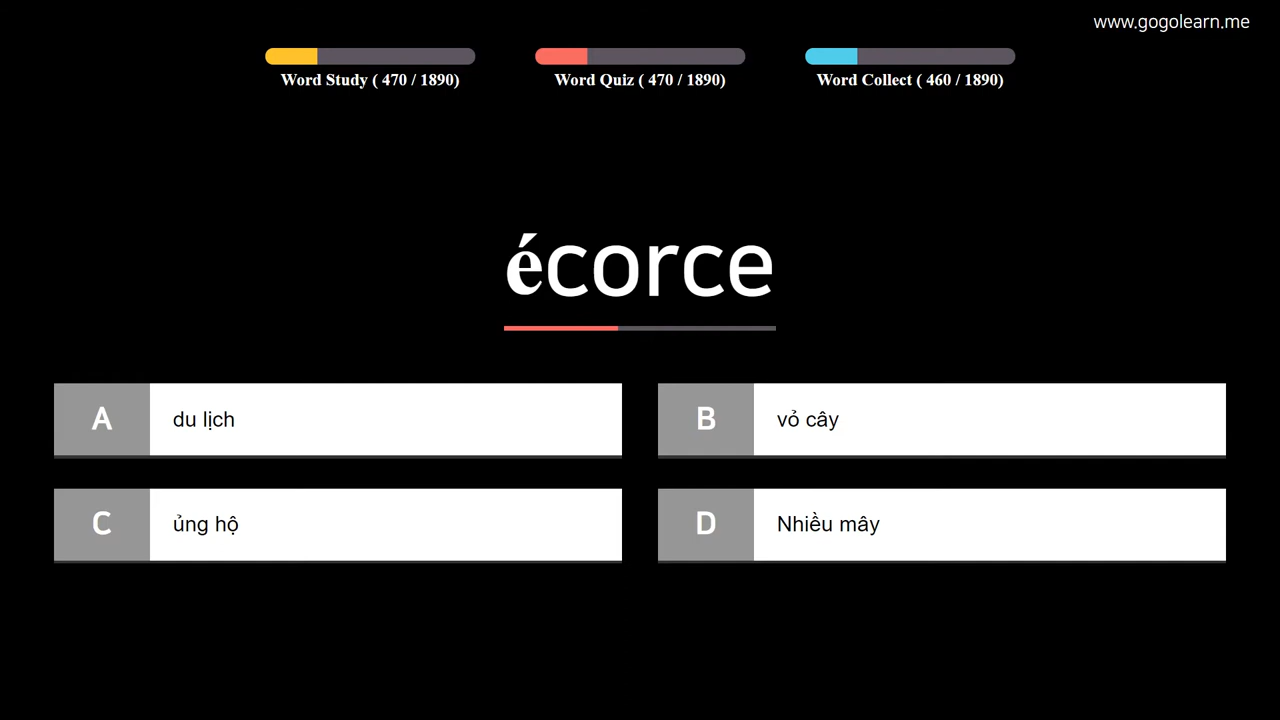 www.gogolearn.me
Word Study ( 470 / 1890)
Word Quiz ( 470 / 1890)
Word Collect ( 460 / 1890)
écorce
A du lịch
B vỏ cây
C ủng hộ
D Nhiều mây